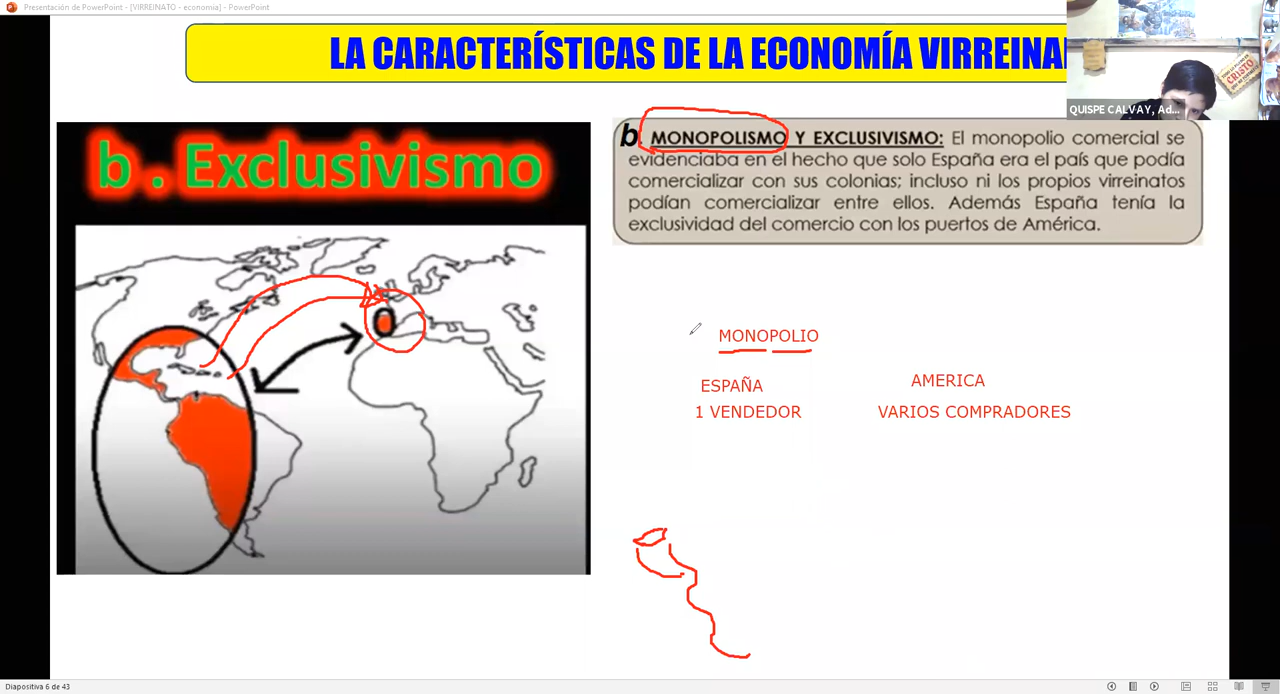 Presentación de PowerPoint - [VIRREINATO - economia] - PowerPoint
LA CARACTERÍSTICAS DE LA ECONOMÍA
CRISTO
QUISPE CALVAY, Ad...
b . Exclusivismo
b MONOPOLISMO Y EXCLUSIVISMO: El monopolio comercial se
evidenciaba en el hecho que solo España era el país que podía
comercializar con sus colonias; incluso ni los propios virreinatos
podían comercializar entre ellos. Además España tenía la
exclusividad del comercio con los puertos de América.
MONOPOLIO
ESPAÑA AMERICA
1 VENDEDOR VARIOS COMPRADORES
Diapositiva 6 de 43